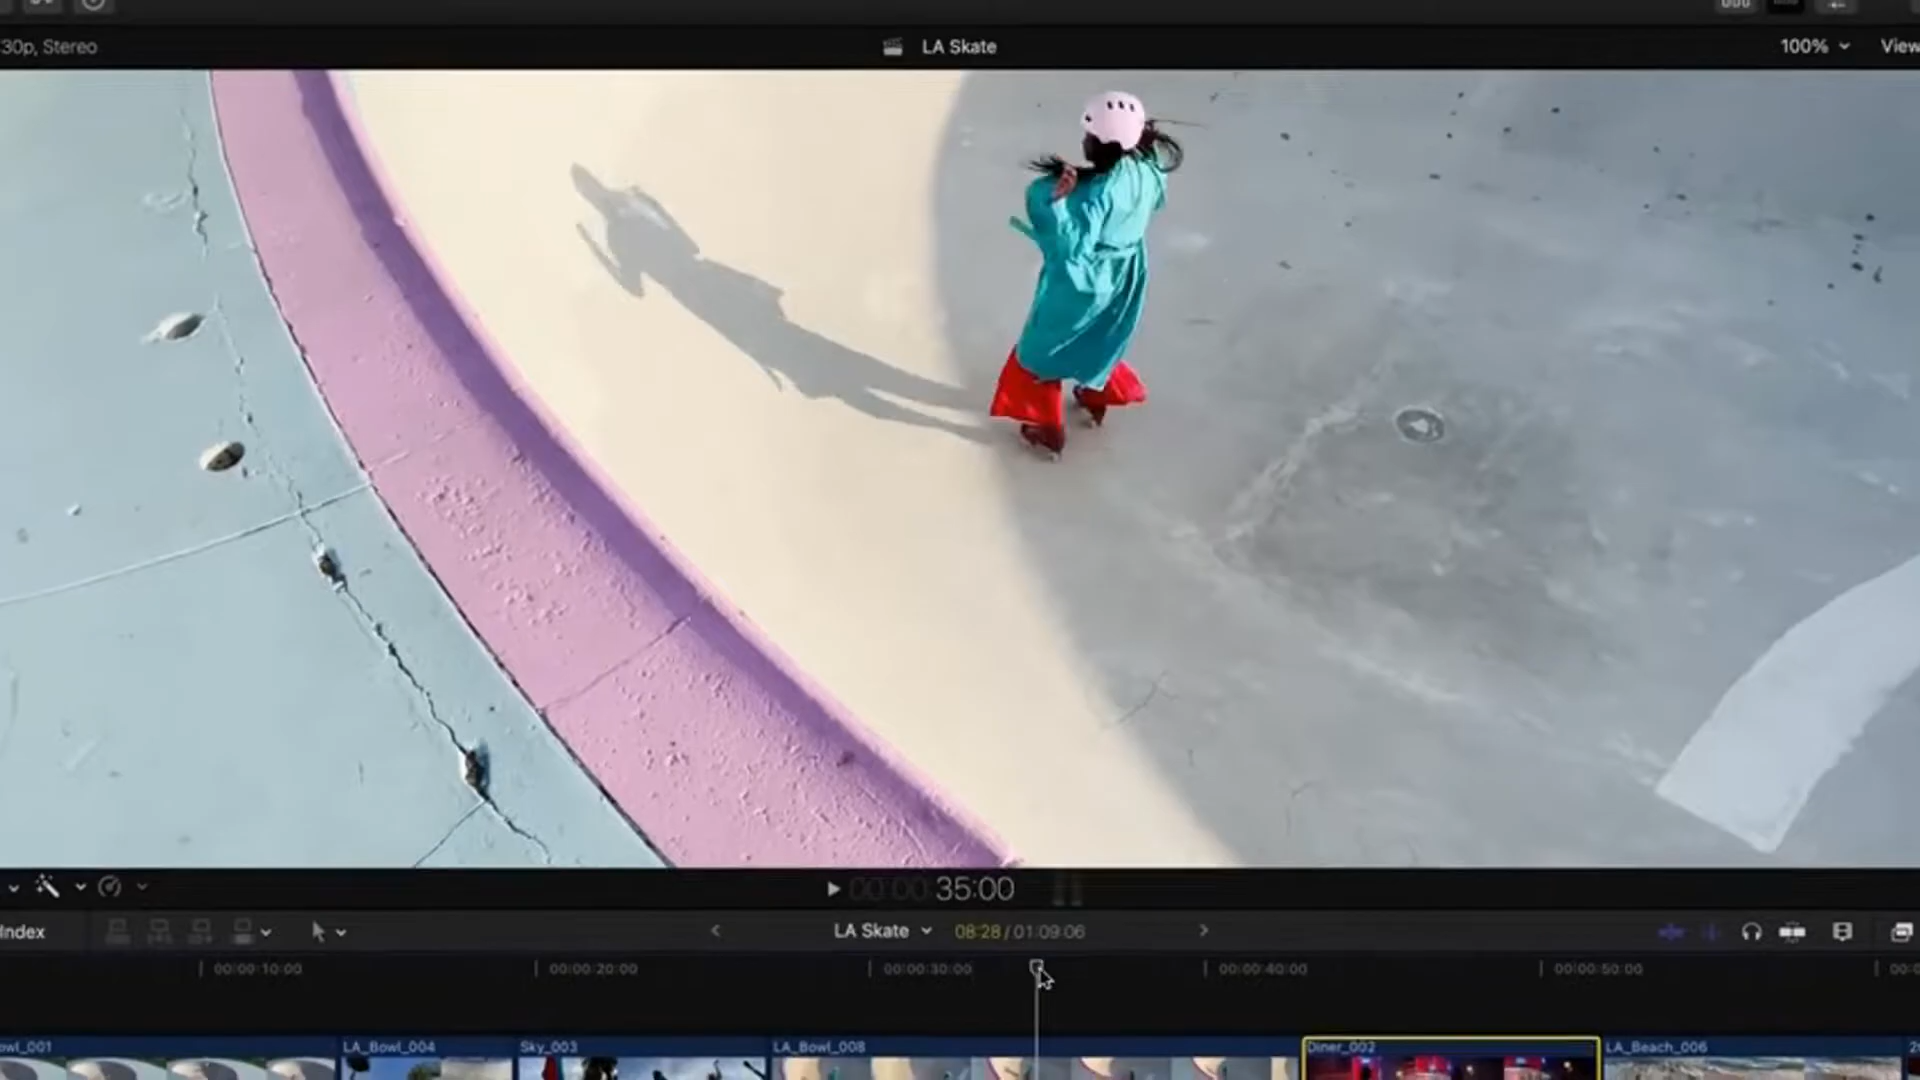 30p, Stereo
LA Skate
100%
View
00:00:35:00
Index
LA Skate
08:28 / 01:09:06
00:00:10:00
00:00:20:00
00:00:30:00
00:00:40:00
00:00:50:00
00:0
owl_001
LA_Bowl_004
Sky_003
LA_Bowl_008
Diner_002
LA_Beach_006